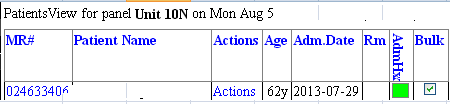 PatientsView for panel Unit 10N on Mon Aug 5
MR# Patient Name Actions Age Adm.Date Rm AdmHx Bulk
024633406 Actions 62y 2013-07-29